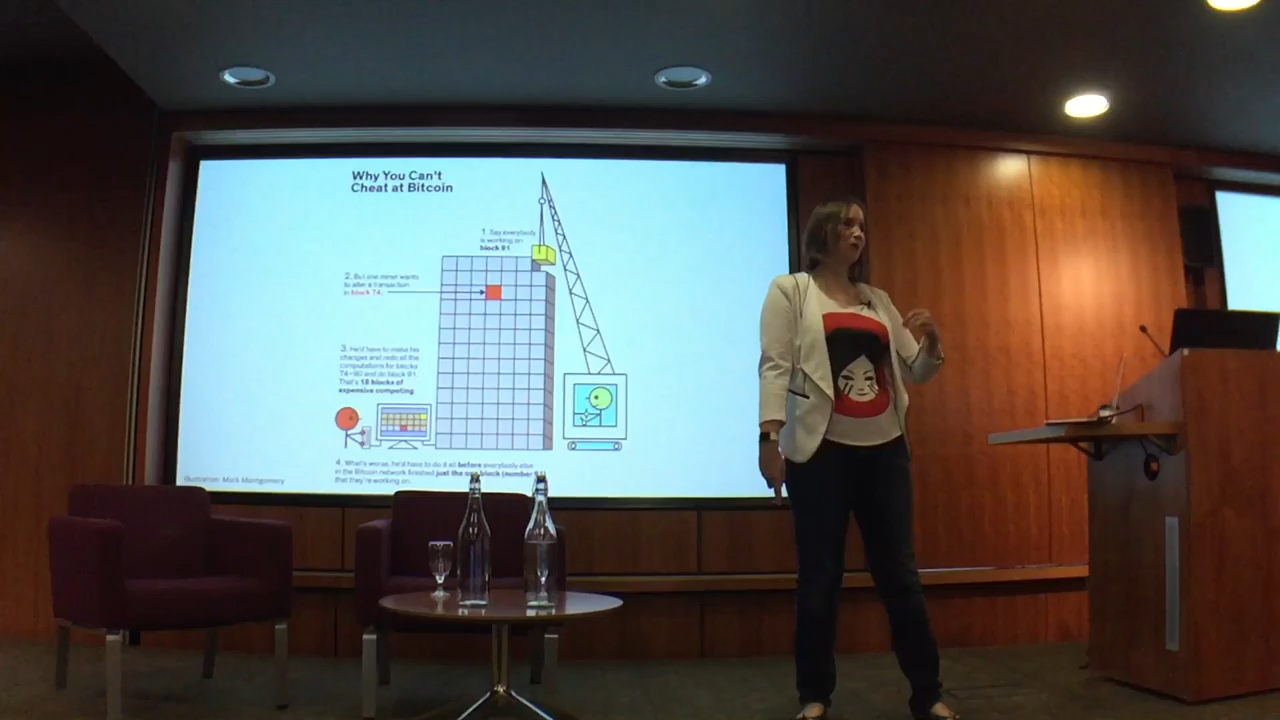 Why You Can't
Cheat at Bitcoin
1. Say everybody
is working on
block 91.
2. But one miner wants
to alter a transaction
in block 74.
3. He'd have to make his
changes and redo all the
computations for blocks
74–90 and do block 91.
That's 18 blocks of
expensive computing.
4. What's worse, he'd have to do it all before everybody else
in the Bitcoin network finished just the one block (number
that they're working on.
Illustration: Mark Montgomery